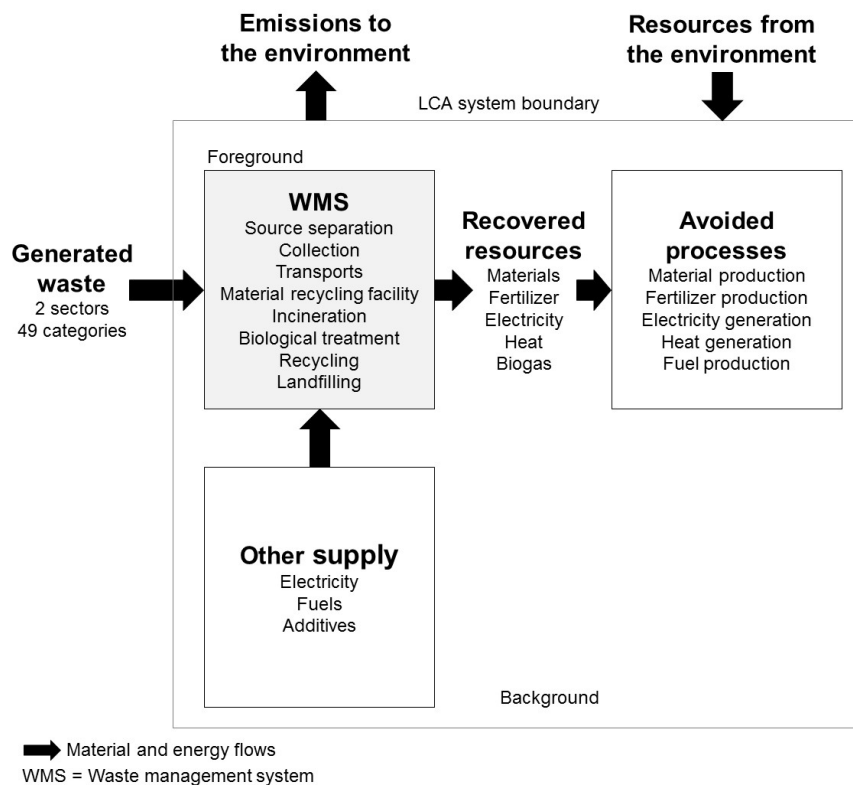 Emissions to
the environment
Resources from
the environment
LCA system boundary
Foreground
WMS
Source separation
Collection
Transports
Material recycling facility
Incineration
Biological treatment
Recycling
Landfilling
Generated
waste
2 sectors
49 categories
Recovered
resources
Materials
Fertilizer
Electricity
Heat
Biogas
Avoided
processes
Material production
Fertilizer production
Electricity generation
Heat generation
Fuel production
Other supply
Electricity
Fuels
Additives
Background
Material and energy flows
WMS = Waste management system